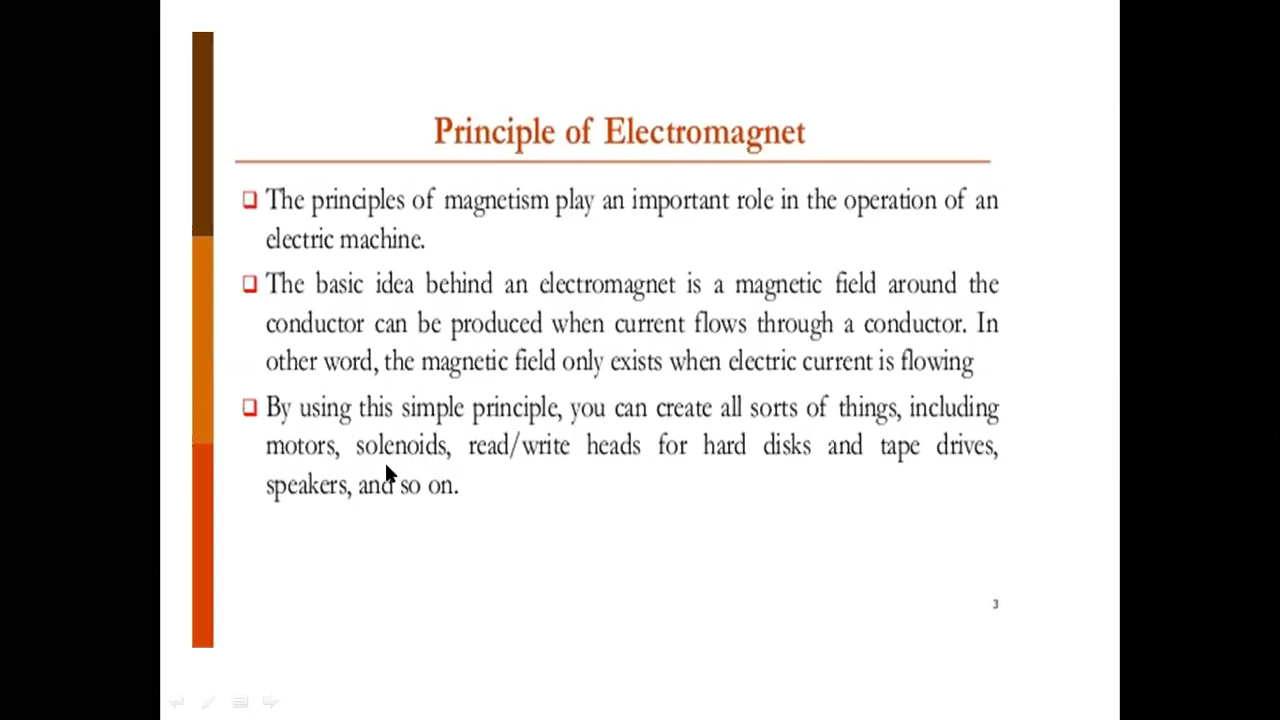 Principle of Electromagnet
The principles of magnetism play an important role in the operation of an
electric machine.
The basic idea behind an electromagnet is a magnetic field around the
conductor can be produced when current flows through a conductor. In
other word, the magnetic field only exists when electric current is flowing
By using this simple principle, you can create all sorts of things, including
motors, solenoids, read/write heads for hard disks and tape drives,
speakers, and so on.
3